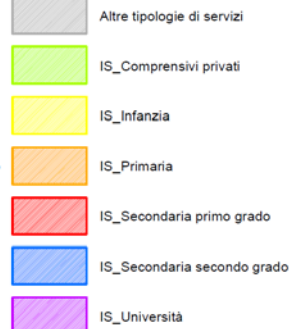 Altre tipologie di servizi
IS_Comprensivi privati
IS_Infanzia
IS_Primaria
IS_Secondaria primo grado
IS_Secondaria secondo grado
IS_Università